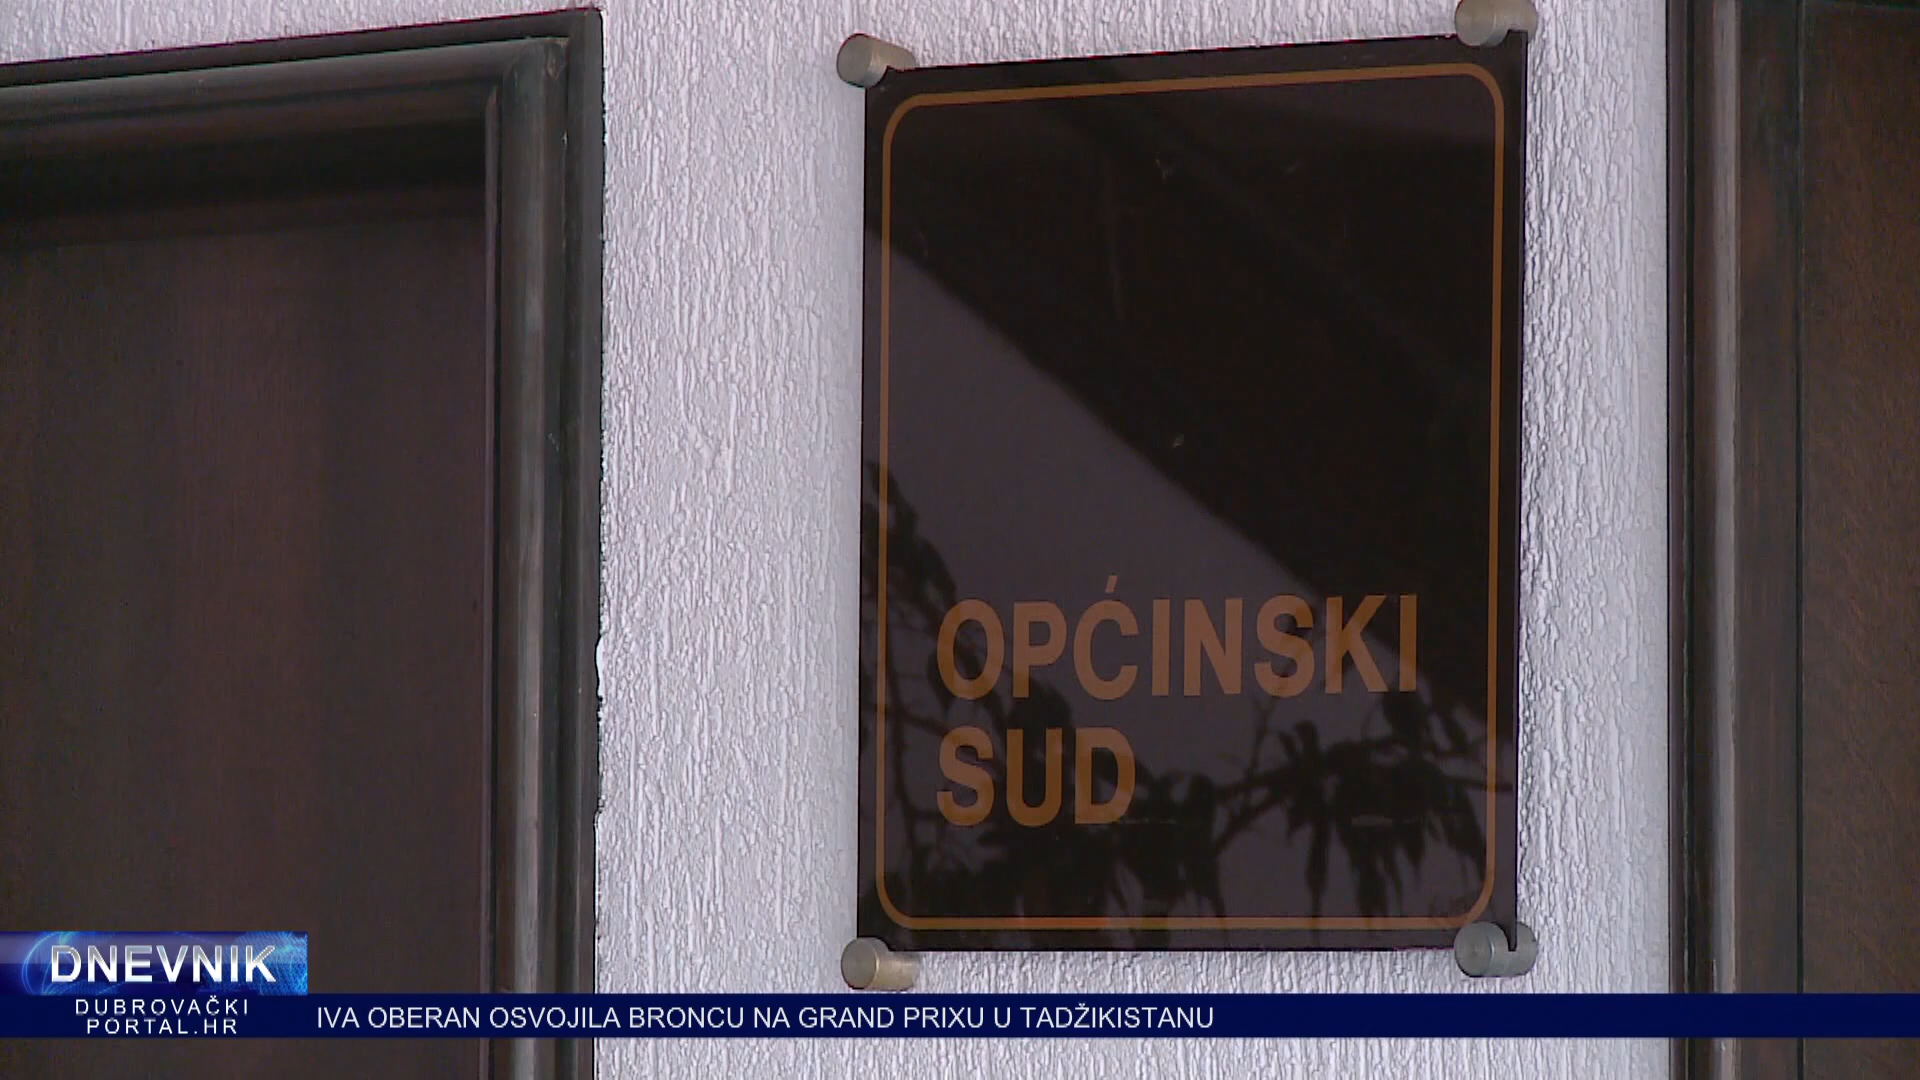 OPĆINSKI
SUD
DNEVNIK
DUBROVAČKI
PORTAL.HR
IVA OBERAN OSVOJILA BRONCU NA GRAND PRIXU U TADŽIKISTANU